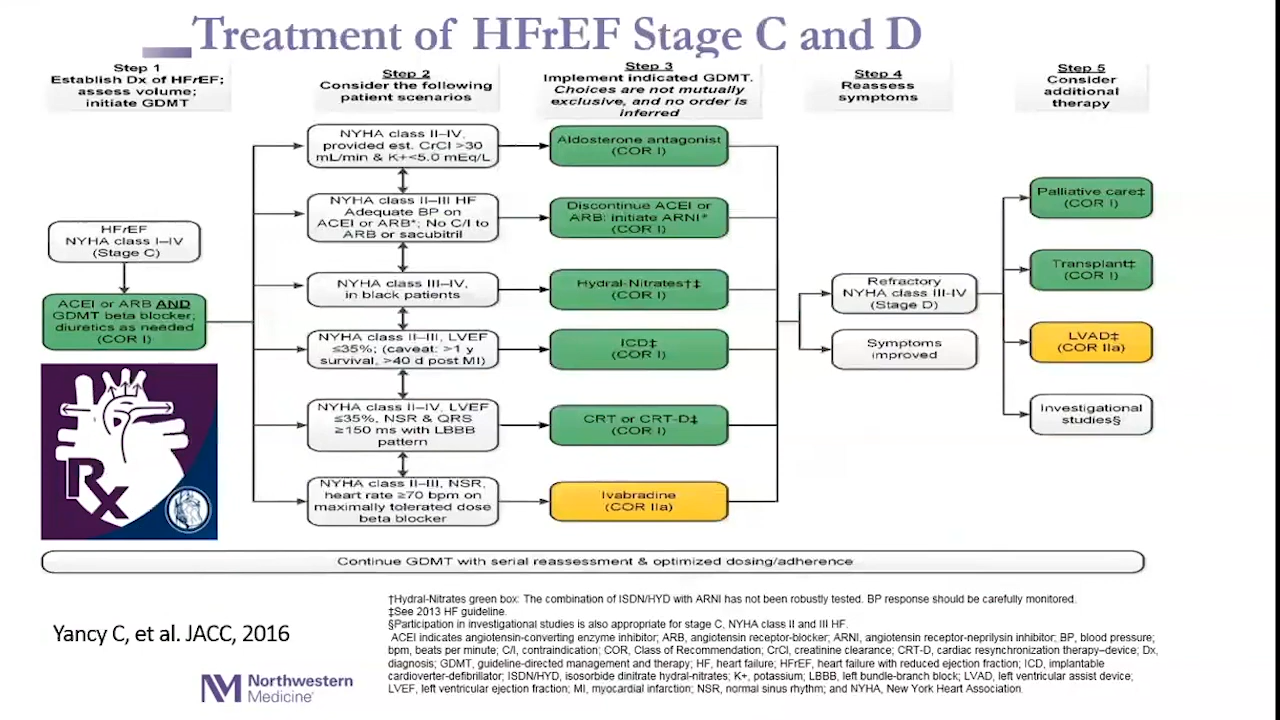 Treatment of HFrEF Stage C and D
Step 1
Establish Dx of HFrEF;
assess volume;
initiate GDMT
Step 2
Consider the following
patient scenarios
Step 3
Implement indicated GDMT.
Choices are not mutually
exclusive, and no order is
inferred
Step 4
Reassess
symptoms
Step 5
Consider
additional
therapy
HFrEF
NYHA class I–IV
(Stage C)
ACEI or ARB AND
GDMT beta blocker;
diuretics as needed
(COR I)
NYHA class II–IV,
provided est. CrCl >30
mL/min & K+<5.0 mEq/L
NYHA class II–III HF
Adequate BP on
ACEI or ARB*; No C/I to
ARB or sacubitril
NYHA class III–IV,
in black patients
NYHA class II–III, LVEF
≤35%; (caveat: >1 y
survival, >40 d post MI)
NYHA class II–IV, LVEF
≤35%, NSR & QRS
≥150 ms with LBBB
pattern
NYHA class II–III, NSR,
heart rate ≥70 bpm on
maximally tolerated dose
beta blocker
Aldosterone antagonist
(COR I)
Discontinue ACEI or
ARB; initiate ARNI*
(COR I)
Hydral-Nitrates†‡
(COR I)
ICD‡
(COR I)
CRT or CRT-D‡
(COR I)
Ivabradine
(COR IIa)
Refractory
NYHA class III-IV
(Stage D)
Symptoms
improved
Palliative care‡
(COR I)
Transplant‡
(COR I)
LVAD‡
(COR IIa)
Investigational
studies§
Rx
Continue GDMT with serial reassessment & optimized dosing/adherence
†Hydral-Nitrates green box: The combination of ISDN/HYD with ARNI has not been robustly tested. BP response should be carefully monitored.
‡See 2013 HF guideline.
§Participation in investigational studies is also appropriate for stage C, NYHA class II and III HF.
ACEI indicates angiotensin-converting enzyme inhibitor; ARB, angiotensin receptor-blocker; ARNI, angiotensin receptor-neprilysin inhibitor; BP, blood pressure;
bpm, beats per minute; C/I, contraindication; COR, Class of Recommendation; CrCl, creatinine clearance; CRT-D, cardiac resynchronization therapy–device; Dx,
diagnosis; GDMT, guideline-directed management and therapy; HF, heart failure; HFrEF, heart failure with reduced ejection fraction; ICD, implantable
cardioverter-defibrillator; ISDN/HYD, isosorbide dinitrate hydral-nitrates; K+, potassium; LBBB, left bundle-branch block; LVAD, left ventricular assist device;
LVEF, left ventricular ejection fraction; MI, myocardial infarction; NSR, normal sinus rhythm; and NYHA, New York Heart Association.
Yancy C, et al. JACC, 2016
Northwestern
Medicine